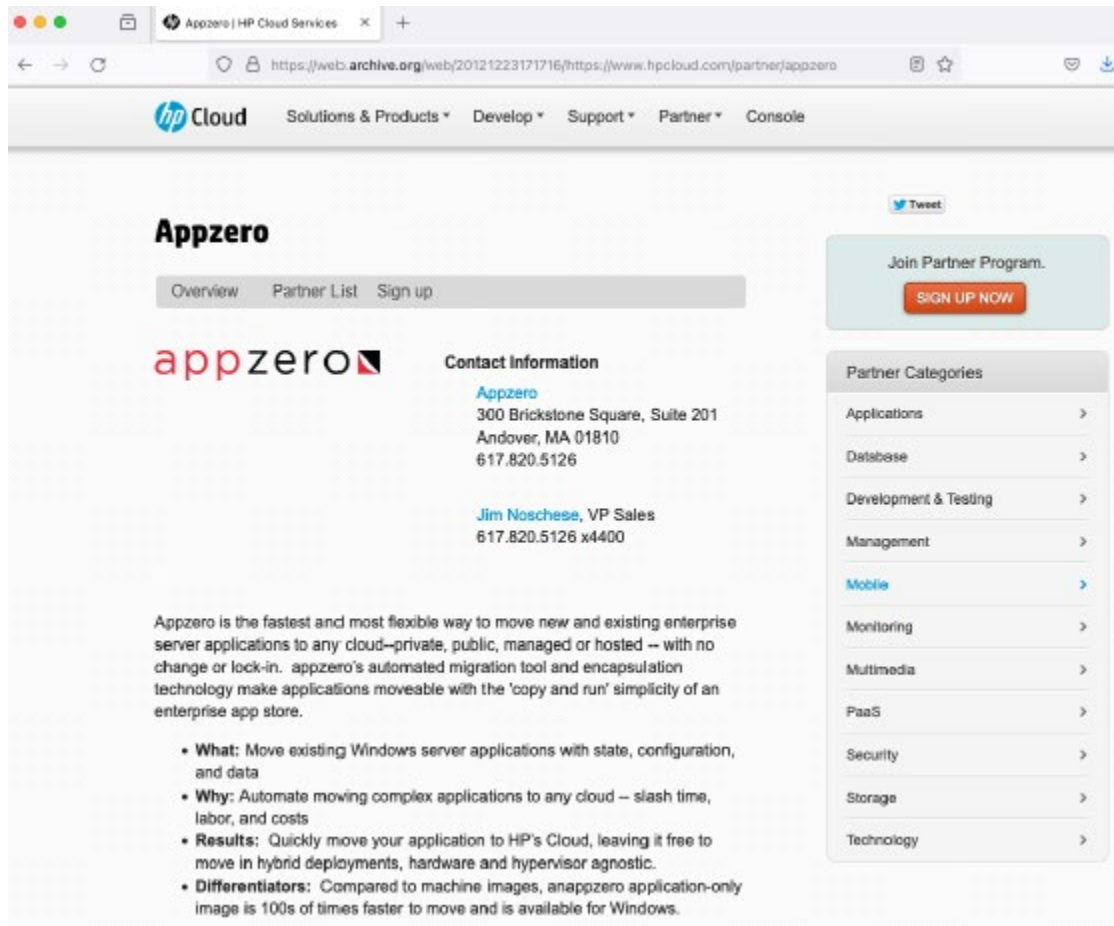 Appzero | HP Cloud Services
https://web.archive.org/web/20121223171716/https://www.hpcloud.com/partner/appzero
hp Cloud Solutions & Products Develop Support Partner Console
Tweet
Appzero
Join Partner Program.
SIGN UP NOW
Overview Partner List Sign up
appzero
Contact Information
Appzero
300 Brickstone Square, Suite 201
Andover, MA 01810
617.820.5126
Jim Noschese, VP Sales
617.820.5126 x4400
Appzero is the fastest and most flexible way to move new and existing enterprise
server applications to any cloud--private, public, managed or hosted -- with no
change or lock-in. appzero's automated migration tool and encapsulation
technology make applications moveable with the 'copy and run' simplicity of an
enterprise app store.
• What: Move existing Windows server applications with state, configuration,
and data
• Why: Automate moving complex applications to any cloud -- slash time,
labor, and costs
• Results: Quickly move your application to HP's Cloud, leaving it free to
move in hybrid deployments, hardware and hypervisor agnostic.
• Differentiators: Compared to machine images, anappzero application-only
image is 100s of times faster to move and is available for Windows.
Partner Categories
Applications
Database
Development & Testing
Management
Mobile
Monitoring
Multimedia
PaaS
Security
Storage
Technology